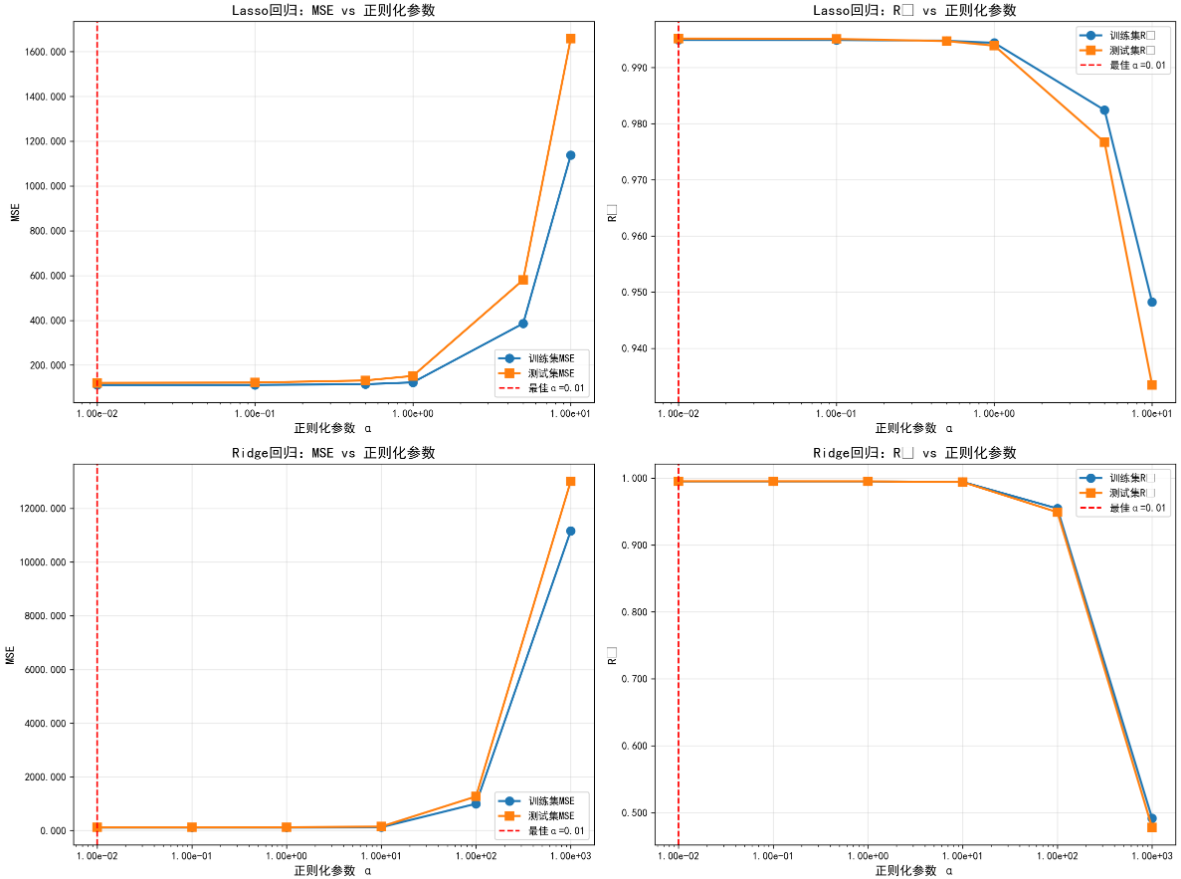 Lasso回归: MSE vs 正则化参数
MSE
1600.000
1400.000
1200.000
1000.000
800.000
600.000
400.000
200.000
1.00e-02
1.00e-01
1.00e+00
1.00e+01
正则化参数 α
训练集MSE
测试集MSE
最佳α=0.01
Lasso回归: R□ vs 正则化参数
R□
0.990
0.980
0.970
0.960
0.950
0.940
1.00e-02
1.00e-01
1.00e+00
1.00e+01
正则化参数 α
训练集R□
测试集R□
最佳α=0.01
Ridge回归: MSE vs 正则化参数
MSE
12000.000
10000.000
8000.000
6000.000
4000.000
2000.000
0.000
1.00e-02
1.00e-01
1.00e+00
1.00e+01
1.00e+02
1.00e+03
正则化参数 α
训练集MSE
测试集MSE
最佳α=0.01
Ridge回归: R□ vs 正则化参数
R□
1.000
0.900
0.800
0.700
0.600
0.500
1.00e-02
1.00e-01
1.00e+00
1.00e+01
1.00e+02
1.00e+03
正则化参数 α
训练集R□
测试集R□
最佳α=0.01